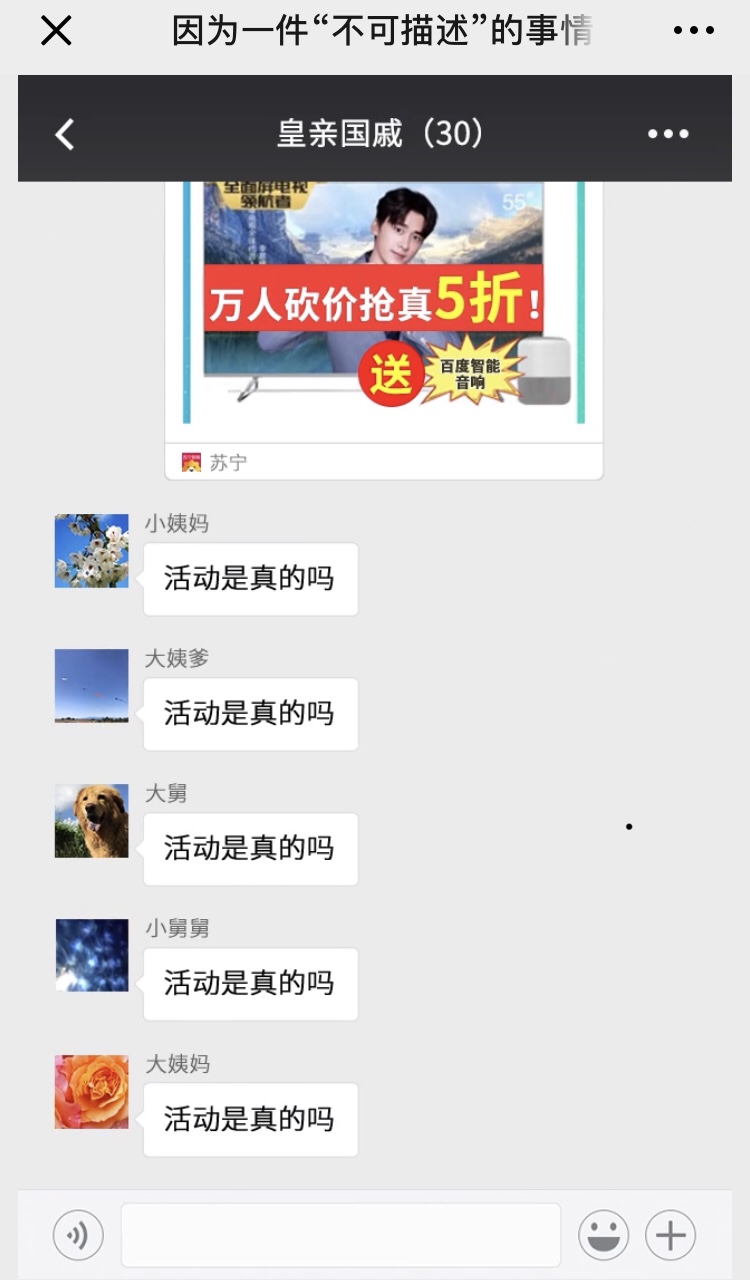 因为一件“不可描述”的事情
皇亲国戚（30）
全面屏电视
领航者
55"
万人砍价抢真5折!
送
百度智能
音响
苏宁
小姨妈
活动是真的吗
大姨爹
活动是真的吗
大舅
活动是真的吗
小舅舅
活动是真的吗
大姨妈
活动是真的吗